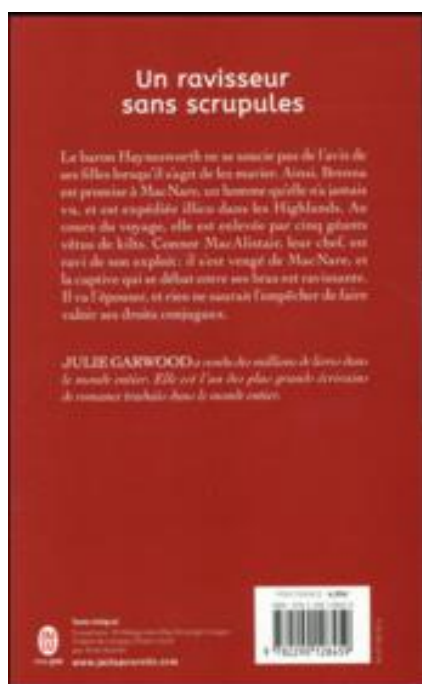 Un ravisseur
sans scrupules
Le baron Haynesworth ne se soucie pas de l'avis de
ses filles lorsqu'il s'agit de les marier. Ainsi, Brenna
est promise à MacNare, un homme qu'elle n'a jamais
vu, et est expédiée illico dans les Highlands. Au
cours du voyage, elle est enlevée par cinq géants
vêtus de kilts. Connor MacAlistair, leur chef, est
ravi de son exploit : il s'est vengé de MacNare, et
la captive qui se débat entre ses bras est ravissante.
Il va l'épouser, et rien ne saurait l'empêcher de faire
valoir ses droits conjugaux.
JULIE GARWOOD a vendu des millions de livres dans
le monde entier. Elle est l'un des plus grands écrivains
de romance traduits dans le monde entier.
Texte intégral
9 782290 128459